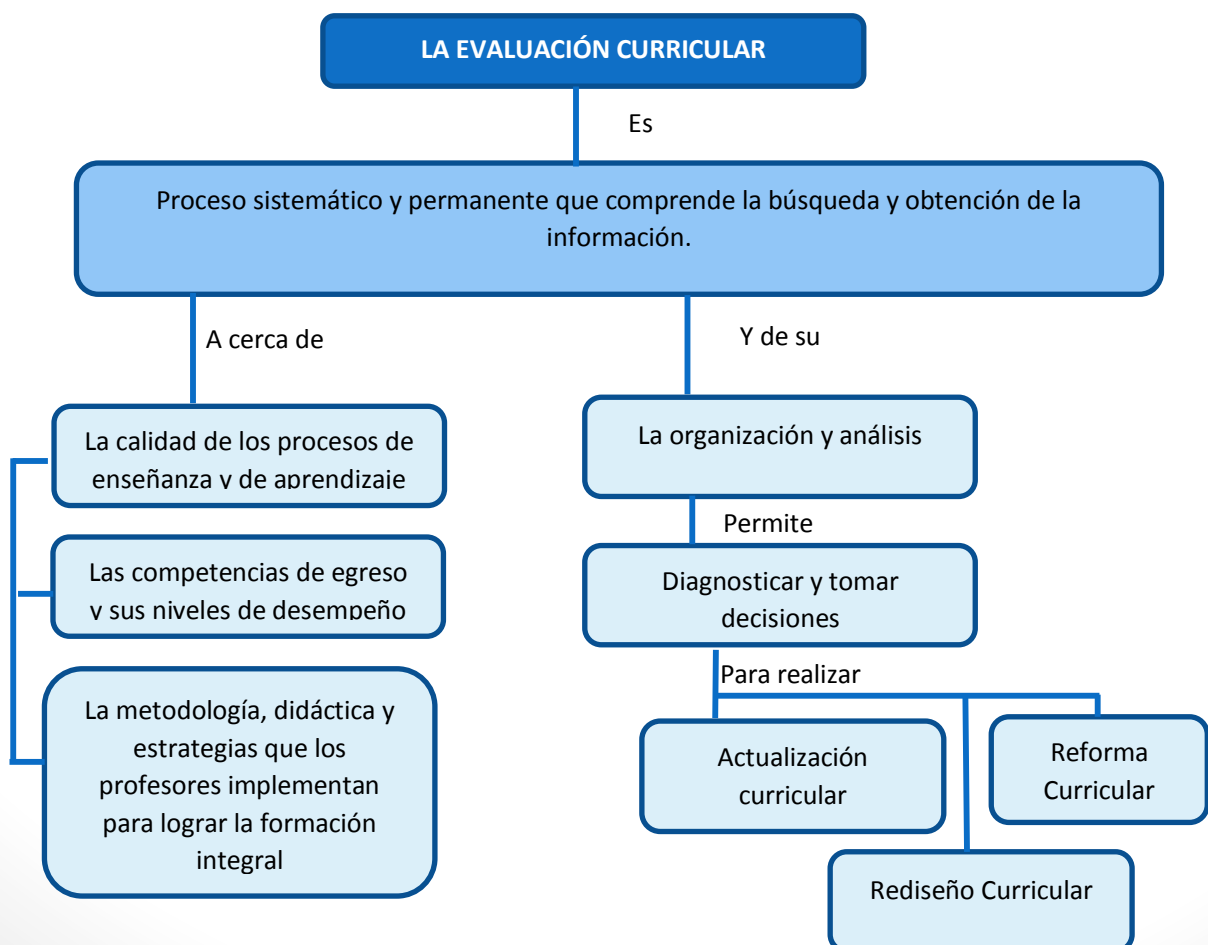 LA EVALUACIÓN CURRICULAR
Es
Proceso sistemático y permanente que comprende la búsqueda y obtención de la
información.
A cerca de
Y de su
La calidad de los procesos de
enseñanza y de aprendizaje
Las competencias de egreso
y sus niveles de desempeño
La metodología, didáctica y
estrategias que los
profesores implementan
para lograr la formación
integral
La organización y análisis
Permite
Diagnosticar y tomar
decisiones
Para realizar
Actualización
curricular
Reforma
Curricular
Rediseño Curricular